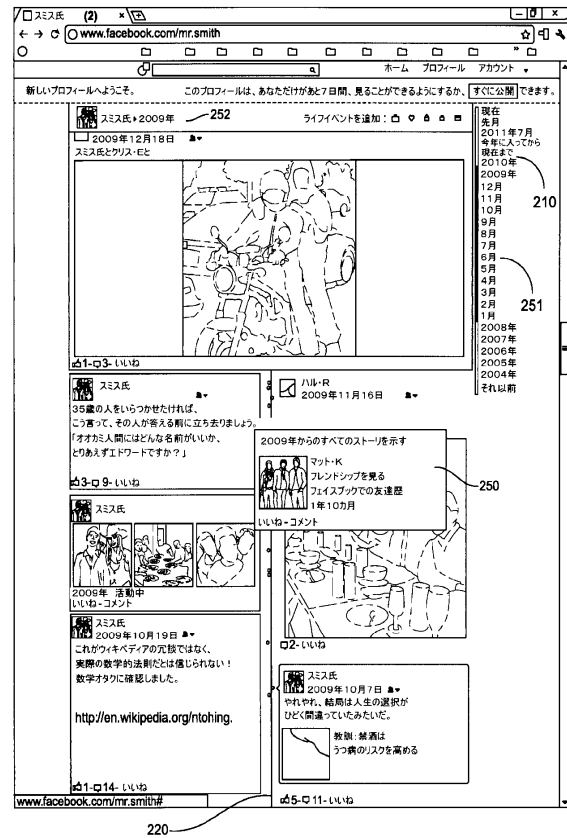 スミス氏 (2) ×
www.facebook.com/mr.smith
»
ホーム プロフィール アカウント
新しいプロフィールへようこそ。 このプロフィールは、あなただけがあと7日間、見ることができるようにするか、 すぐに公開 できます。
スミス氏▸2009年 252 ライフイベントを追加:
2009年12月18日
スミス氏とクリス・Eと
1-3-いいね
現在
先月
2011年7月
今年に入ってから
現在まで
2010年
2009年
12月
11月
10月
9月
8月
7月
6月
5月
4月
3月
2月
1月
2008年
2007年
2006年
2005年
2004年
それ以前
210
251
スミス氏
35歳の人をいらつかせたければ、
こう言って、その人が答える前に立ち去りましょう。
「オオカミ人間にはどんな名前がいいか、
とりあえずエドワードですか?」
3-9-いいね
ハル・R
2009年11月16日
2009年からのすべてのストーリを示す
マット・K
フレンドシップを見る
フェイスブックでの友達歴
1年10カ月
いいね-コメント
250
スミス氏
2009年 活動中
いいね-コメント
2-いいね
スミス氏
2009年10月19日
これがウィキペディアの冗談ではなく、
実際の数学的法則だとは信じられない!
数学オタクに確認しました。
http://en.wikipedia.org/ntohing.
1-14-いいね
スミス氏
2009年10月7日
やれやれ、結局は人生の選択が
ひどく間違っていたみたいだ。
教訓:禁酒は
うつ病のリスクを高める
5-11-いいね
www.facebook.com/mr.smith#
220